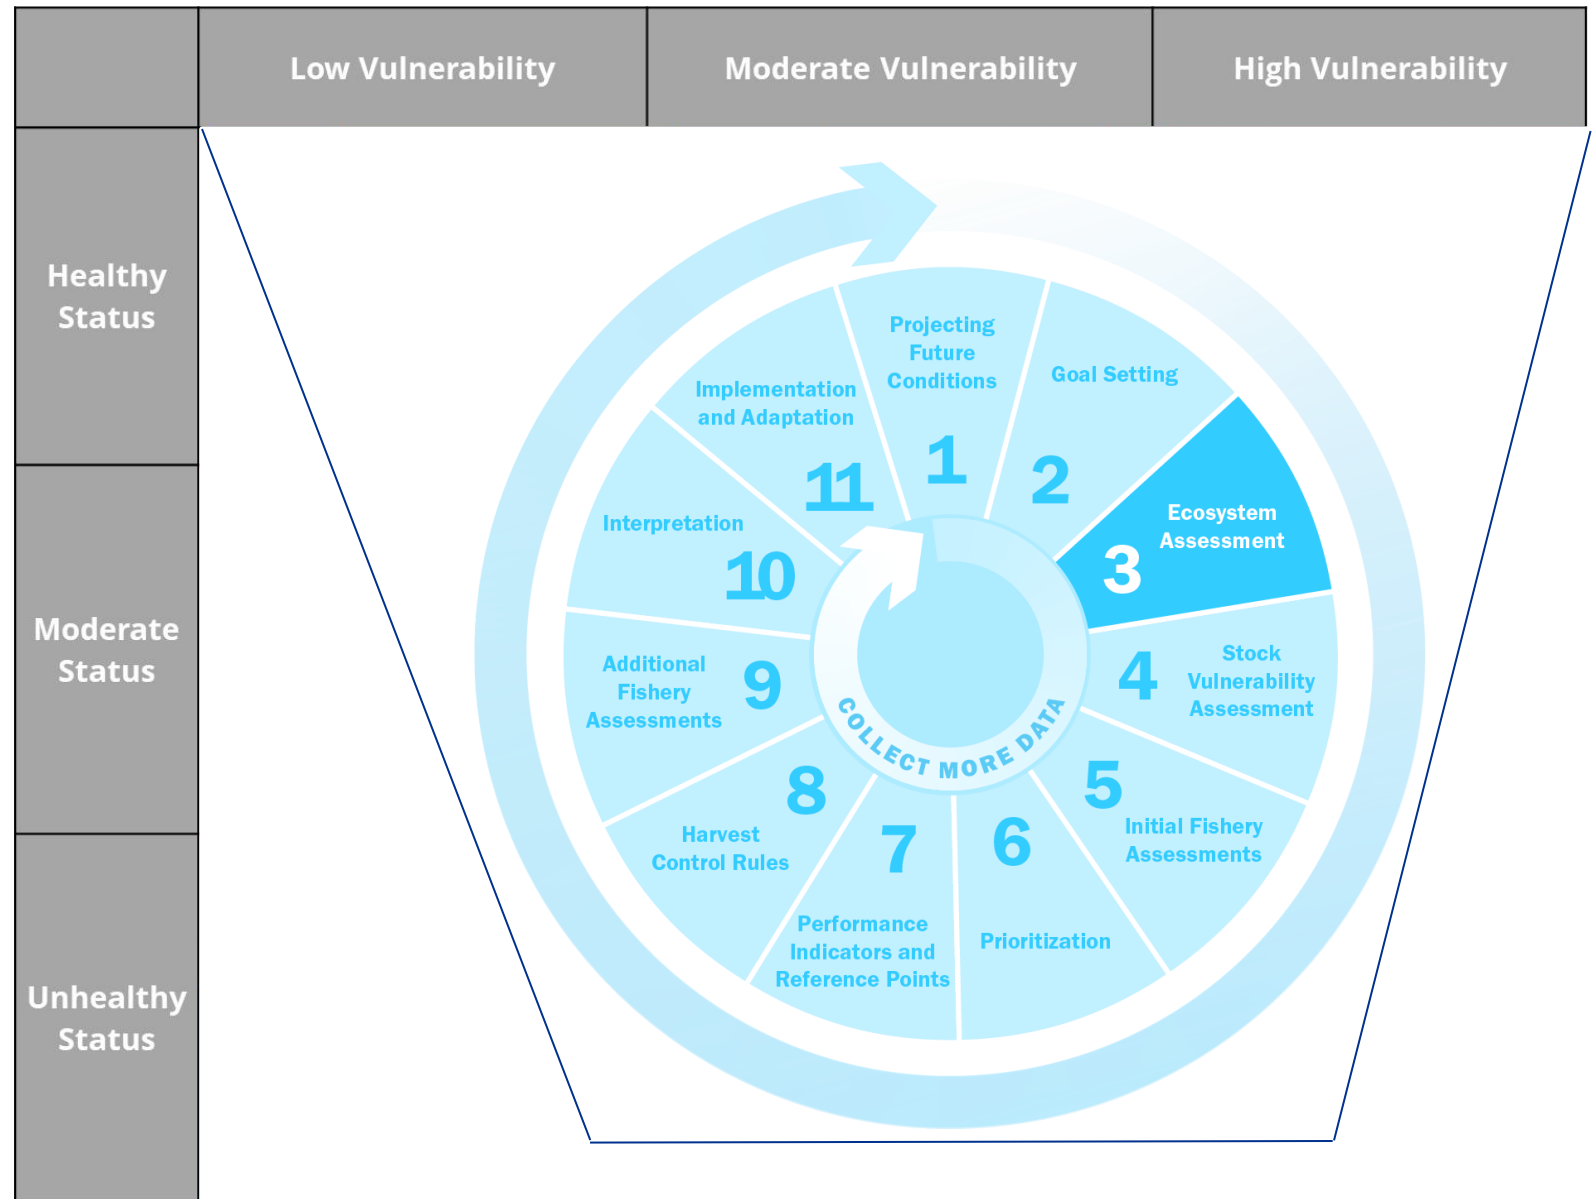 Low Vulnerability
Moderate Vulnerability
High Vulnerability
Healthy
Status
Moderate
Status
Unhealthy
Status
Projecting
Future
Conditions
1
Goal Setting
2
Ecosystem
Assessment
3
Stock
Vulnerability
Assessment
4
5
Initial Fishery
Assessments
6
Prioritization
7
Performance
Indicators and
Reference Points
8
Harvest
Control Rules
Additional
Fishery
Assessments
9
Interpretation
10
Implementation
and Adaptation
11
COLLECT MORE DATA